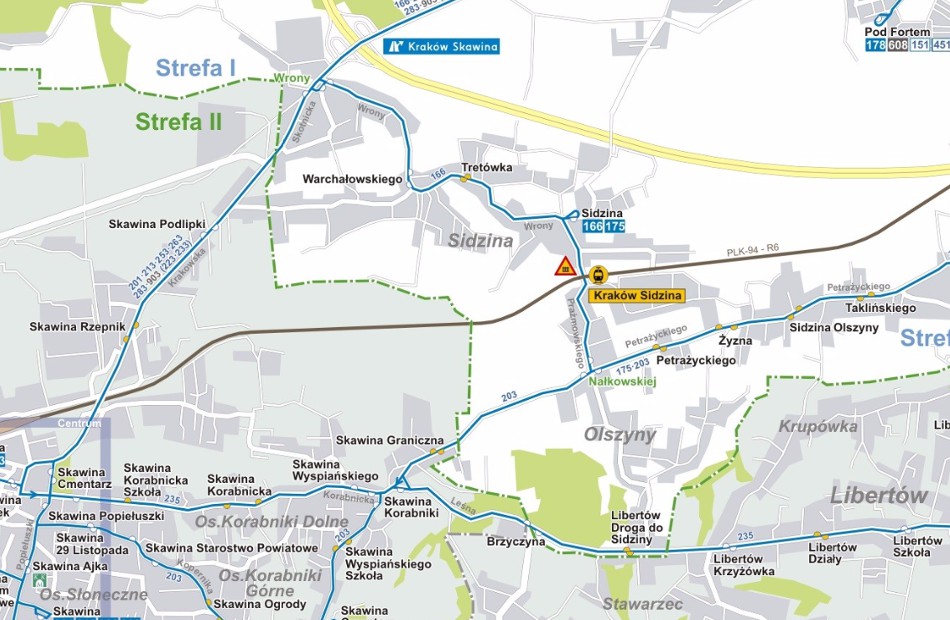 166·2
283·903
Kraków Skawina
Pod Fortem
178 608 151 451
Strefa I
Wrony
Strefa II
Skotnicka
Wrony
Warchałowskiego
166
Tretówka
Skawina Podlipki
Sidzina
166 175
Wrony
Sidzina
PLK-94 - R6
201·213·252·263
283·903 (223·233)
Krakowska
Kraków Sidzina
Petrażyckiego
Taklińskiego
Skawina Rzepnik
Prażmowskiego
Petrażyckiego
Sidzina Olszyny
Żyzna
Stref
Petrażyckiego
175·203
Nałkowskiej
203
Centrum
Skawina Graniczna
Olszyny
Krupówka
Lib
Skawina
Cmentarz
Skawina
Korabnicka
Szkoła
Skawina
Korabnicka
Skawina
Wyspiańskiego
Korabnicka
235
Skawina
Korabniki
Leśna
Libertów
Skawina Popiełuszki
Os.Korabniki Dolne
Popiełuszki
Skawina
29 Listopada
Skawina Starostwo Powiatowe
203
Skawina
Wyspiańskiego
Szkoła
Brzyczyna
Libertów
Droga do
Sidziny
235
Libertów
Krzyżówka
Libertów
Działy
Libertów
Szkoła
Skawina Ajka
Kopernika
203
Os.Korabniki
Górne
Os.Słoneczne
Skawina Ogrody
Stawarzec
Skawina
Skawina